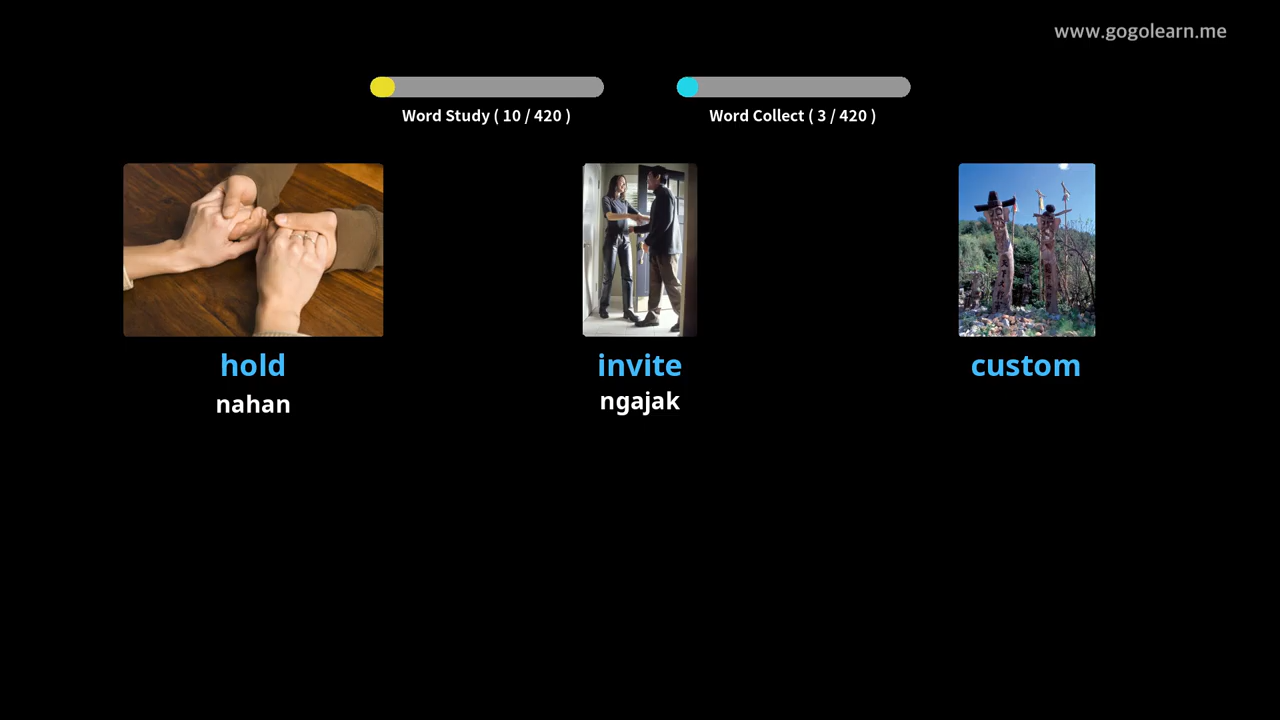 www.gogolearn.me
Word Study ( 10 / 420 )
Word Collect ( 3 / 420 )
hold
nahan
invite
ngajak
custom